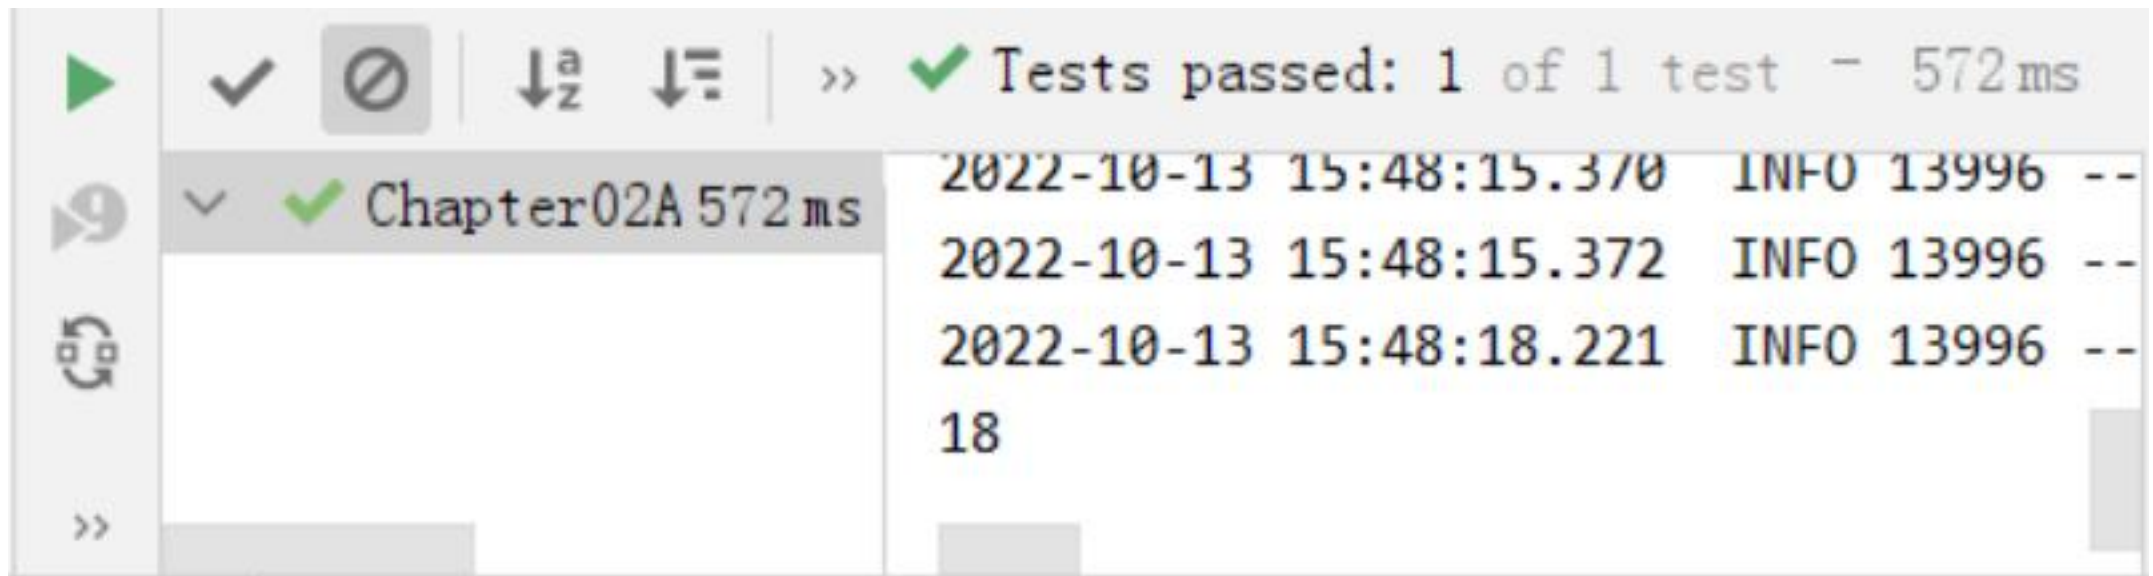 Tests passed: 1 of 1 test – 572 ms
Chapter02A 572 ms
2022-10-13 15:48:15.370  INFO 13996 --
2022-10-13 15:48:15.372  INFO 13996 --
2022-10-13 15:48:18.221  INFO 13996 --
18